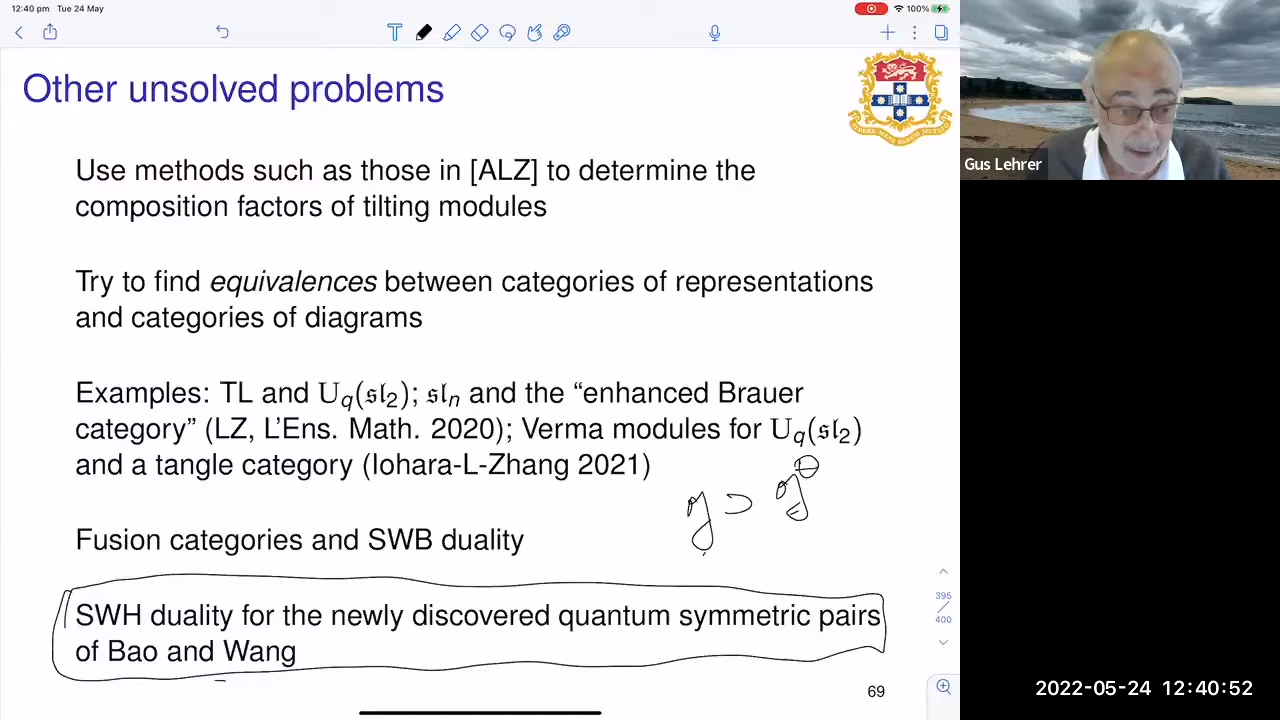 12:40 pm Tue 24 May
100%
Other unsolved problems
Use methods such as those in [ALZ] to determine the
composition factors of tilting modules
Try to find equivalences between categories of representations
and categories of diagrams
Examples: TL and U_q(𝔰𝔩₂); 𝔰𝔩ₙ and the “enhanced Brauer
category” (LZ, L’Ens. Math. 2020); Verma modules for U_q(𝔰𝔩₂)
and a tangle category (Iohara-L-Zhang 2021)
𝔤 ⊃ 𝔤^θ
Fusion categories and SWB duality
SWH duality for the newly discovered quantum symmetric pairs
of Bao and Wang
69
395
/
400
Gus Lehrer
2022-05-24 12:40:52